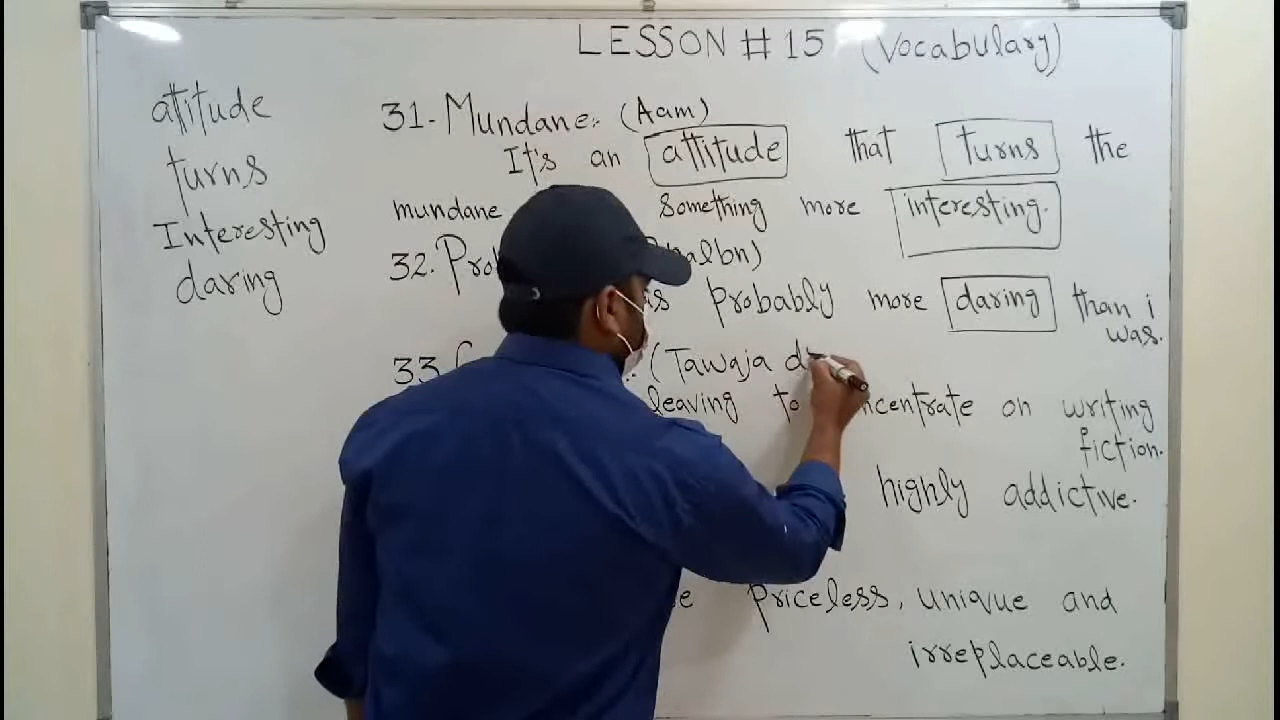 LESSON # 15 (Vocabulary)
attitude
turns
Interesting
daring
31. Mundane:. (Aam)
It's an attitude that turns the
mundane something more interesting.
32.
is probably more daring than i
was.
33. (Tawaja
leaving to on writing
fiction.
highly addictive.
priceless, unique and
irreplaceable.